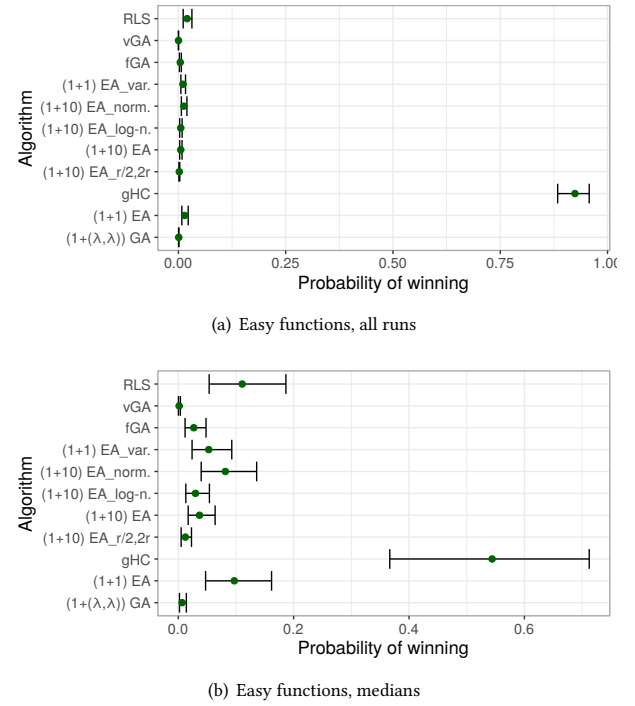 RLS
vGA
fGA
(1+1) EA_var.
(1+10) EA_norm.
(1+10) EA_log-n.
(1+10) EA
(1+10) EA_r/2,2r
gHC
(1+1) EA
(1+(λ,λ)) GA
Algorithm
0.00 0.25 0.50 0.75 1.00
Probability of winning
(a) Easy functions, all runs
RLS
vGA
fGA
(1+1) EA_var.
(1+10) EA_norm.
(1+10) EA_log-n.
(1+10) EA
(1+10) EA_r/2,2r
gHC
(1+1) EA
(1+(λ,λ)) GA
Algorithm
0.0 0.2 0.4 0.6
Probability of winning
(b) Easy functions, medians